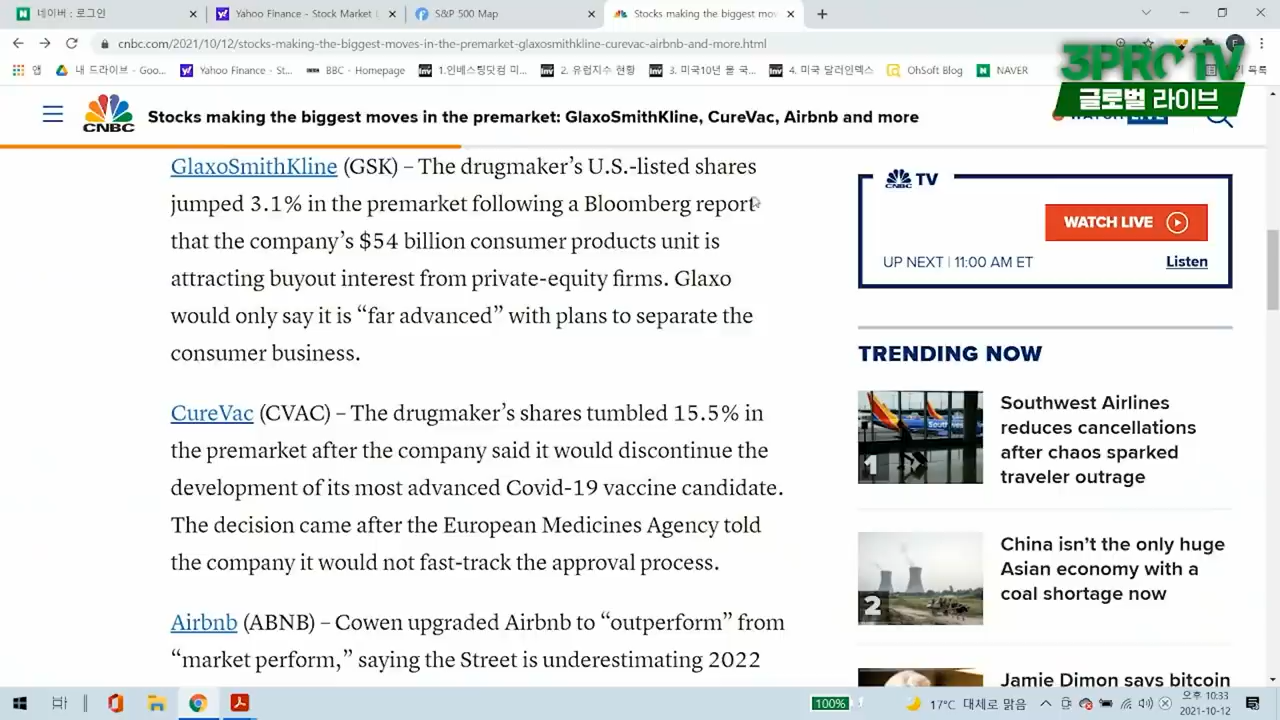 네이버 : 로그인
Yahoo Finance - Stock Market L
S&P 500 Map
Stocks making the biggest mov
cnbc.com/2021/10/12/stocks-making-the-biggest-moves-in-the-premarket-glaxosmithkline-curevac-airbnb-and-more.html
앱
내 드라이브 - Goo...
Yahoo Finance - St...
BBC - Homepage
1.인베스팅닷컴 미...
2. 유럽지수 현황
3. 미국10년 물 국...
4. 미국 달러인덱스
OhSoft Blog
NAVER
3PRO TV
글로벌 라이브
CNBC
Stocks making the biggest moves in the premarket: GlaxoSmithKline, CureVac, Airbnb and more
WATCH LIVE
GlaxoSmithKline (GSK) – The drugmaker’s U.S.-listed shares
jumped 3.1% in the premarket following a Bloomberg report
that the company’s $54 billion consumer products unit is
attracting buyout interest from private-equity firms. Glaxo
would only say it is “far advanced” with plans to separate the
consumer business.
CureVac (CVAC) – The drugmaker’s shares tumbled 15.5% in
the premarket after the company said it would discontinue the
development of its most advanced Covid-19 vaccine candidate.
The decision came after the European Medicines Agency told
the company it would not fast-track the approval process.
Airbnb (ABNB) – Cowen upgraded Airbnb to “outperform” from
“market perform,” saying the Street is underestimating 2022
CNBC TV
WATCH LIVE
UP NEXT | 11:00 AM ET
Listen
TRENDING NOW
1
Southwest Airlines
reduces cancellations
after chaos sparked
traveler outrage
2
China isn’t the only huge
Asian economy with a
coal shortage now
Jamie Dimon says bitcoin
100%
17°C 대체로 맑음
오후 10:33
2021-10-12